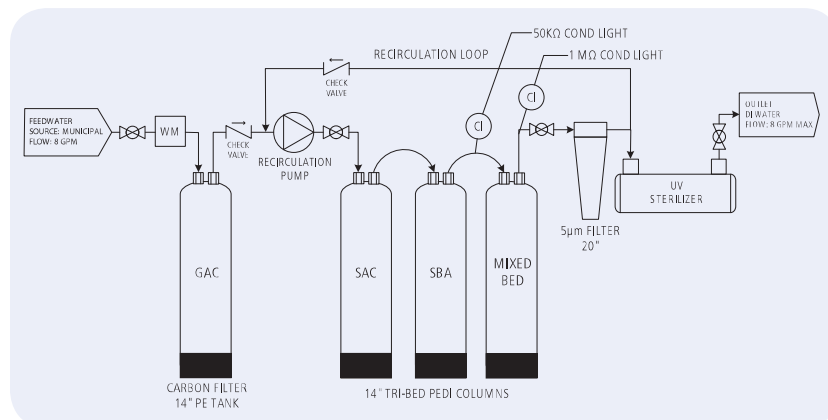 50KΩ COND LIGHT
RECIRCULATION LOOP
1 MΩ COND LIGHT
CHECK
VALVE
CI
CI
FEEDWATER
SOURCE: MUNICIPAL
FLOW: 8 GPM
WM
CHECK
VALVE
RECIRCULATION
PUMP
OUTLET
DI WATER
FLOW: 8 GPM MAX
UV
STERILIZER
5µm FILTER
20"
GAC
SAC
SBA
MIXED
BED
CARBON FILTER
14" PE TANK
14" TRI-BED PEDI COLUMNS